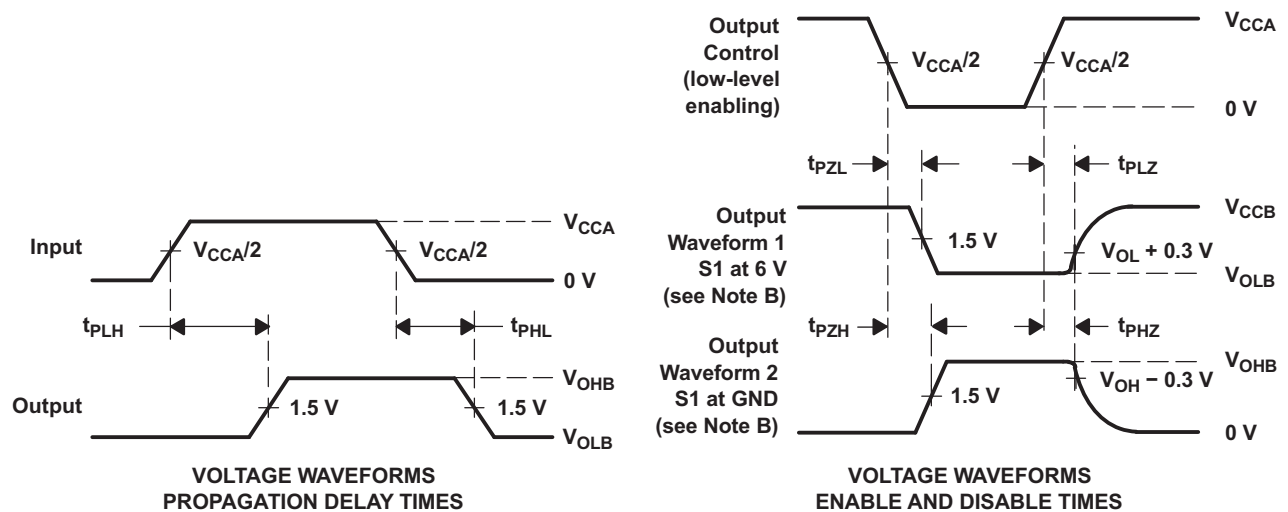 Input
V_CCA/2
V_CCA/2
V_CCA
0 V
t_PLH
t_PHL
Output
1.5 V
1.5 V
V_OHB
V_OLB
VOLTAGE WAVEFORMS
PROPAGATION DELAY TIMES
Output
Control
(low-level
enabling)
V_CCA/2
V_CCA/2
V_CCA
0 V
t_PZL
t_PLZ
Output
Waveform 1
S1 at 6 V
(see Note B)
1.5 V
V_CCB
V_OL + 0.3 V
V_OLB
t_PZH
t_PHZ
Output
Waveform 2
S1 at GND
(see Note B)
1.5 V
V_OHB
V_OH − 0.3 V
0 V
VOLTAGE WAVEFORMS
ENABLE AND DISABLE TIMES